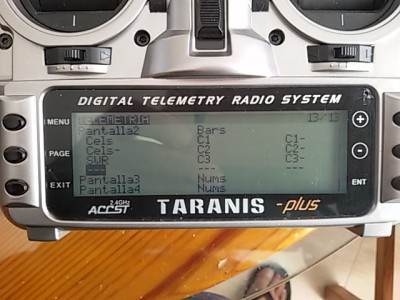 DIGITAL TELEMETRY RADIO SYSTEM
MENU
PAGE
EXIT
ENT
TELEMETRIA 13/13
Pantalla2 Bars
Cels C1 C1-
Cels- C2 C2-
SWR C3 C3-
--- --- ---
Pantalla3 Nums
Pantalla4 Nums
2.4GHz
ACCST
TARANIS -plus